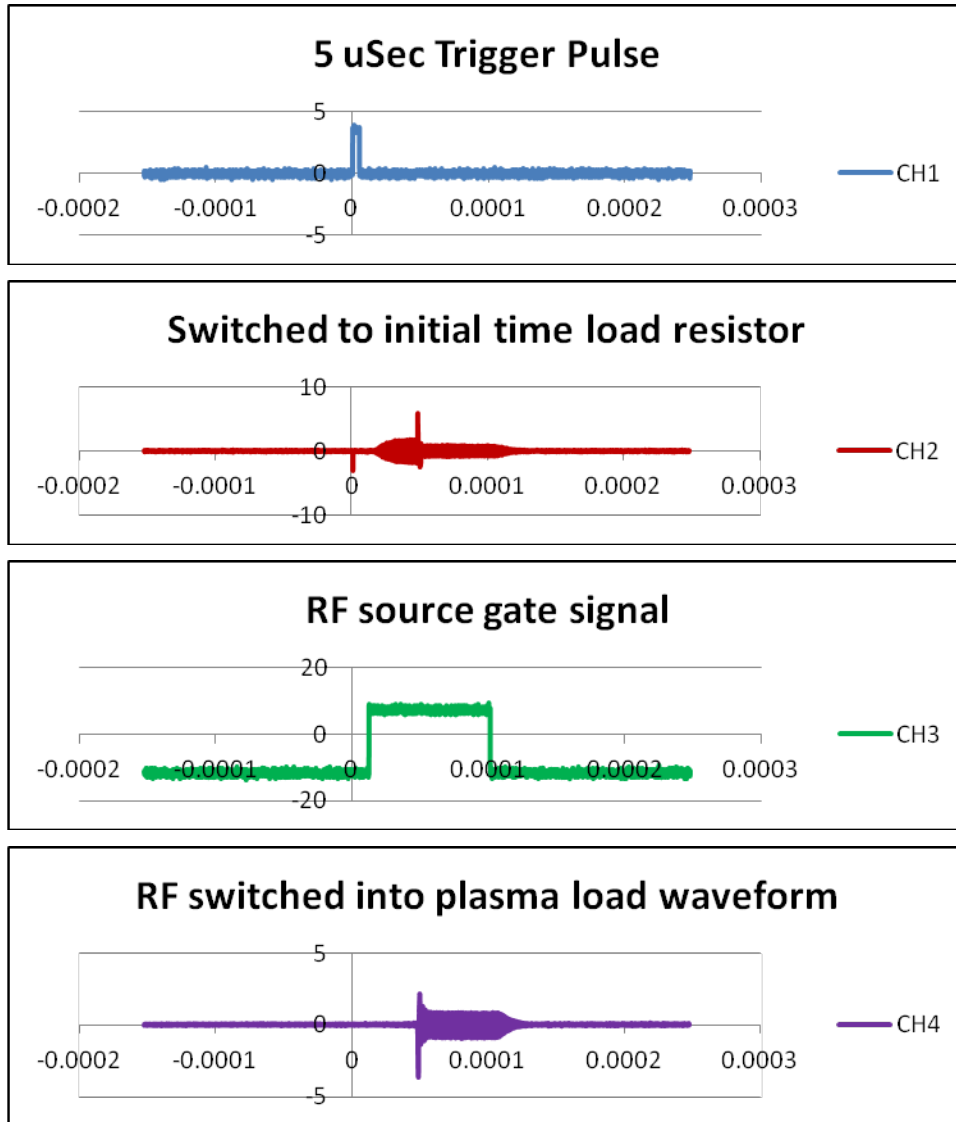 5 uSec Trigger Pulse
5
0
-5
-0.0002 -0.0001 0 0.0001 0.0002 0.0003
CH1
Switched to initial time load resistor
10
0
-10
-0.0002 -0.0001 0 0.0001 0.0002 0.0003
CH2
RF source gate signal
20
0
-20
-0.0002 -0.0001 0 0.0001 0.0002 0.0003
CH3
RF switched into plasma load waveform
5
0
-5
-0.0002 -0.0001 0 0.0001 0.0002 0.0003
CH4